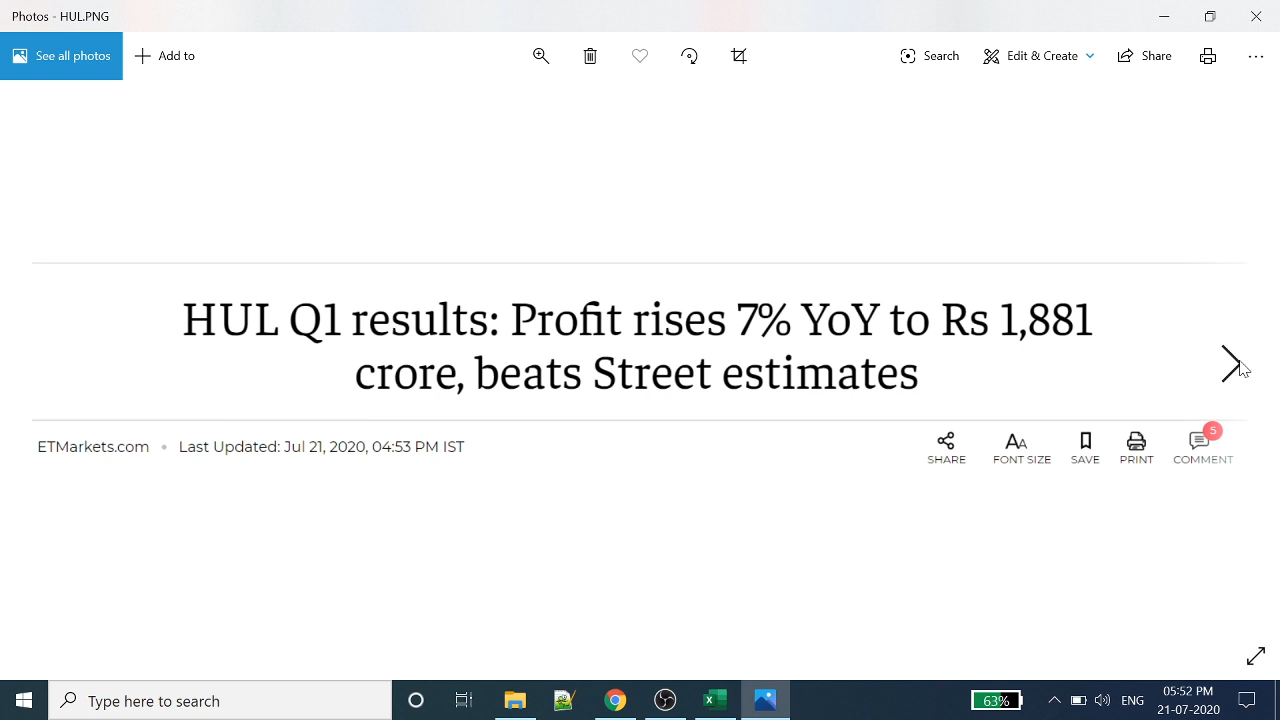 Photos - HUL.PNG
See all photos
Add to
Search
Edit & Create
Share
HUL Q1 results: Profit rises 7% YoY to Rs 1,881
crore, beats Street estimates
ETMarkets.com • Last Updated: Jul 21, 2020, 04:53 PM IST
5
SHARE
AA
FONT SIZE
SAVE
PRINT
COMMENT
Type here to search
63%
ENG
05:52 PM
21-07-2020